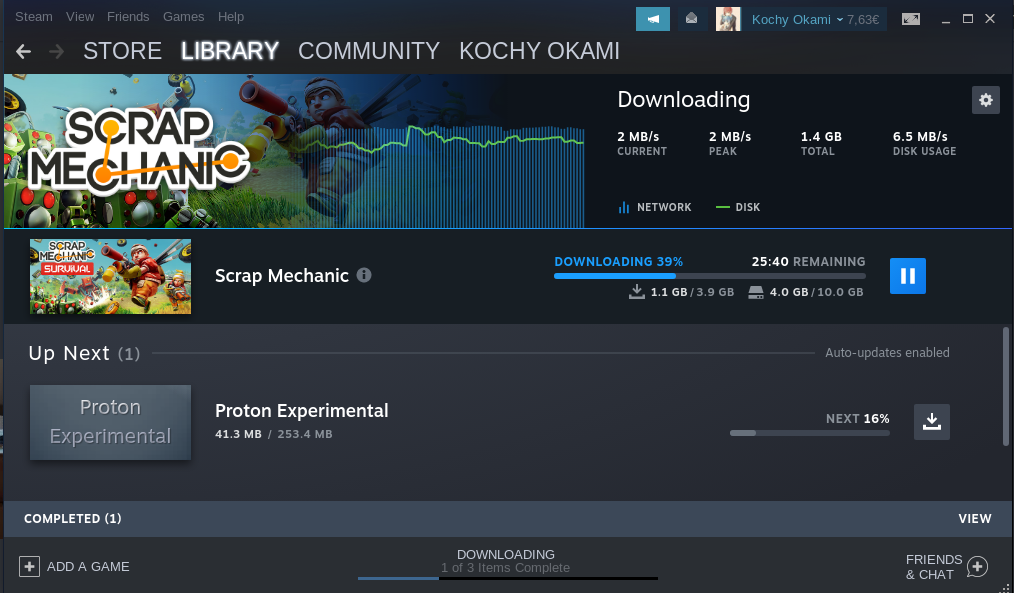 Steam View Friends Games Help
Kochy Okami 7,63€
STORE LIBRARY COMMUNITY KOCHY OKAMI
SCRAP
MECHANIC
Downloading
2 MB/s 2 MB/s 1.4 GB 6.5 MB/s
CURRENT PEAK TOTAL DISK USAGE
NETWORK DISK
SCRAP
MECHANIC
SURVIVAL
Scrap Mechanic
DOWNLOADING 39% 25:40 REMAINING
1.1 GB / 3.9 GB 4.0 GB / 10.0 GB
Up Next (1) Auto-updates enabled
Proton
Experimental
Proton Experimental
41.3 MB / 253.4 MB
NEXT 16%
COMPLETED (1) VIEW
ADD A GAME
DOWNLOADING
1 of 3 Items Complete
FRIENDS
& CHAT